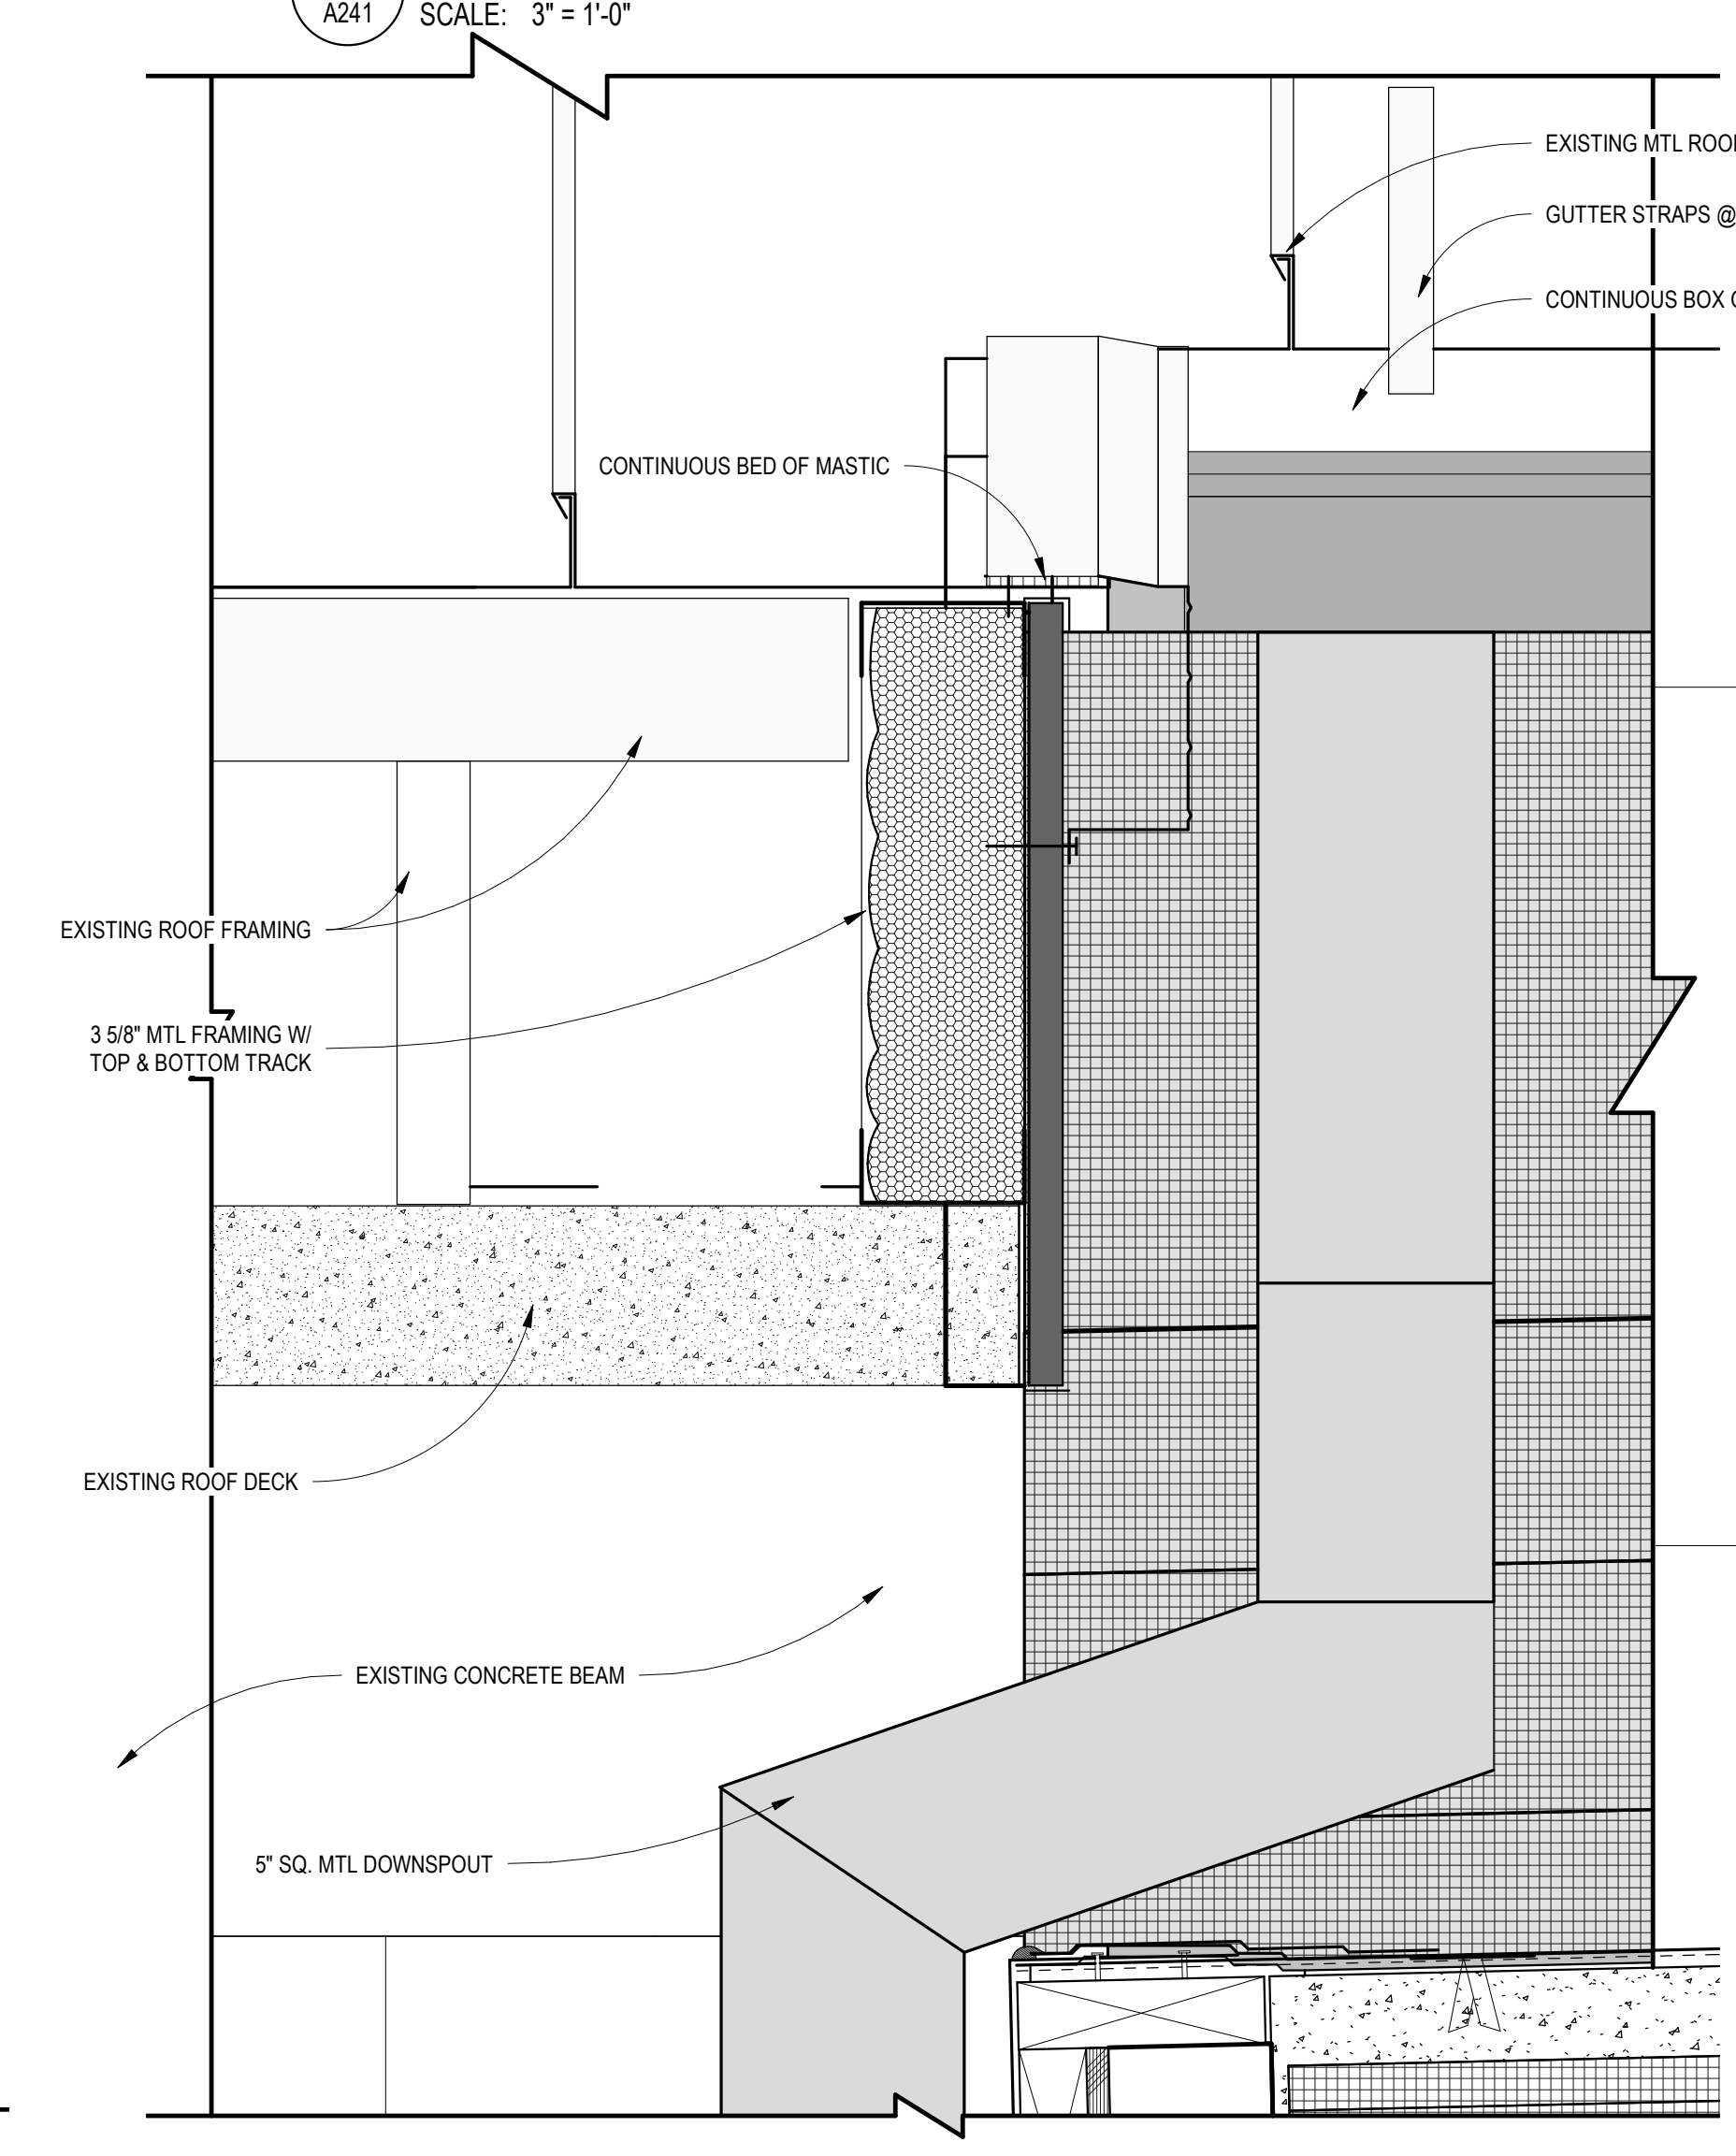 A241
SCALE: 3" = 1'-0"
EXISTING MTL
GUTTER STRAPS @
CONTINUOUS BOX
CONTINUOUS BED OF MASTIC
EXISTING ROOF FRAMING
3 5/8" MTL FRAMING W/
TOP & BOTTOM TRACK
EXISTING ROOF DECK
EXISTING CONCRETE BEAM
5" SQ. MTL DOWNSPOUT